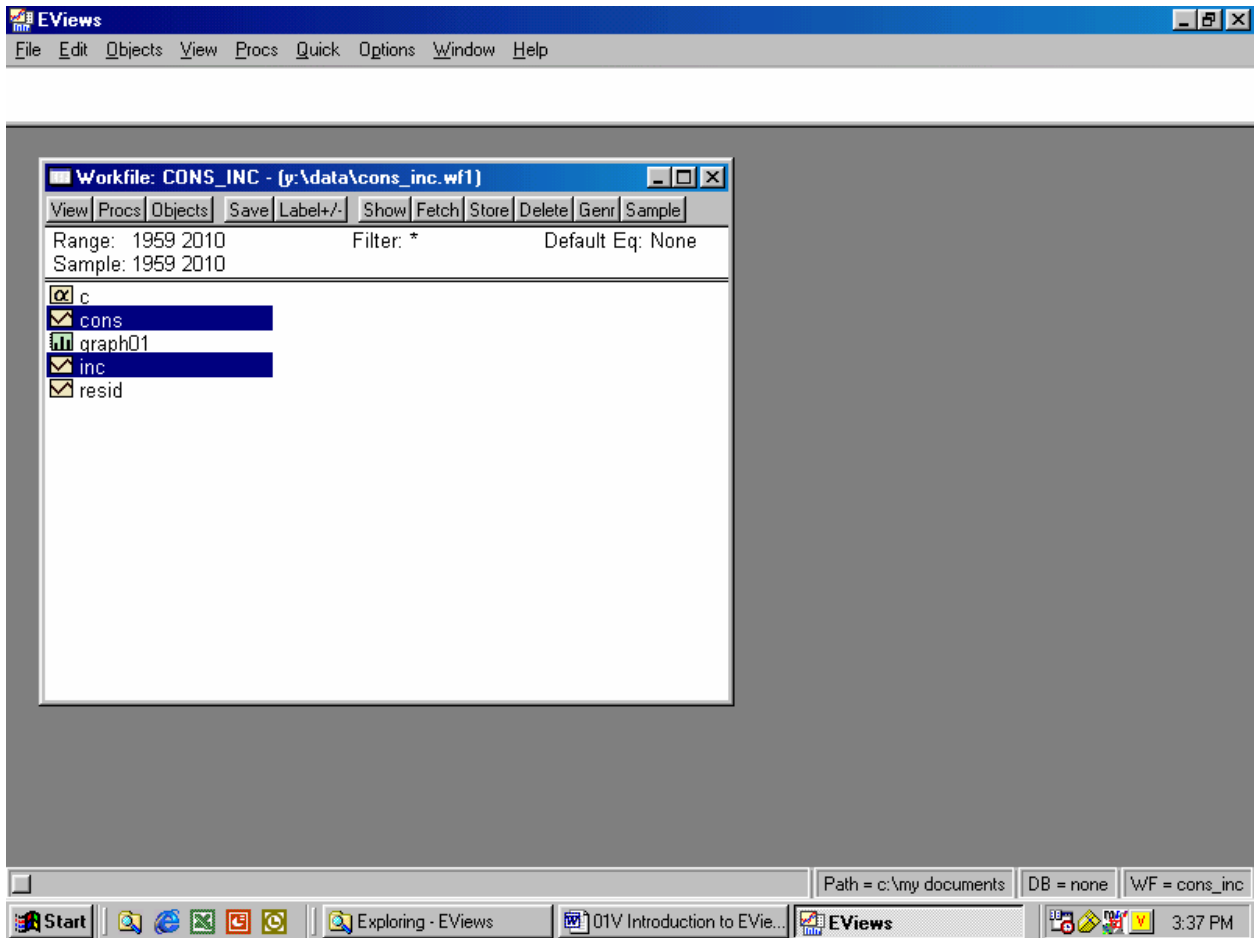 EViews
File Edit Objects View Procs Quick Options Window Help
Workfile: CONS_INC - (y:\data\cons_inc.wf1)
View Procs Objects Save Label+/- Show Fetch Store Delete Genr Sample
Range: 1959 2010 Filter: * Default Eq: None
Sample: 1959 2010
α c
cons
graph01
inc
resid
Path = c:\my documents DB = none WF = cons_inc
Start Exploring - EViews 01V Introduction to EVie... EViews 3:37 PM